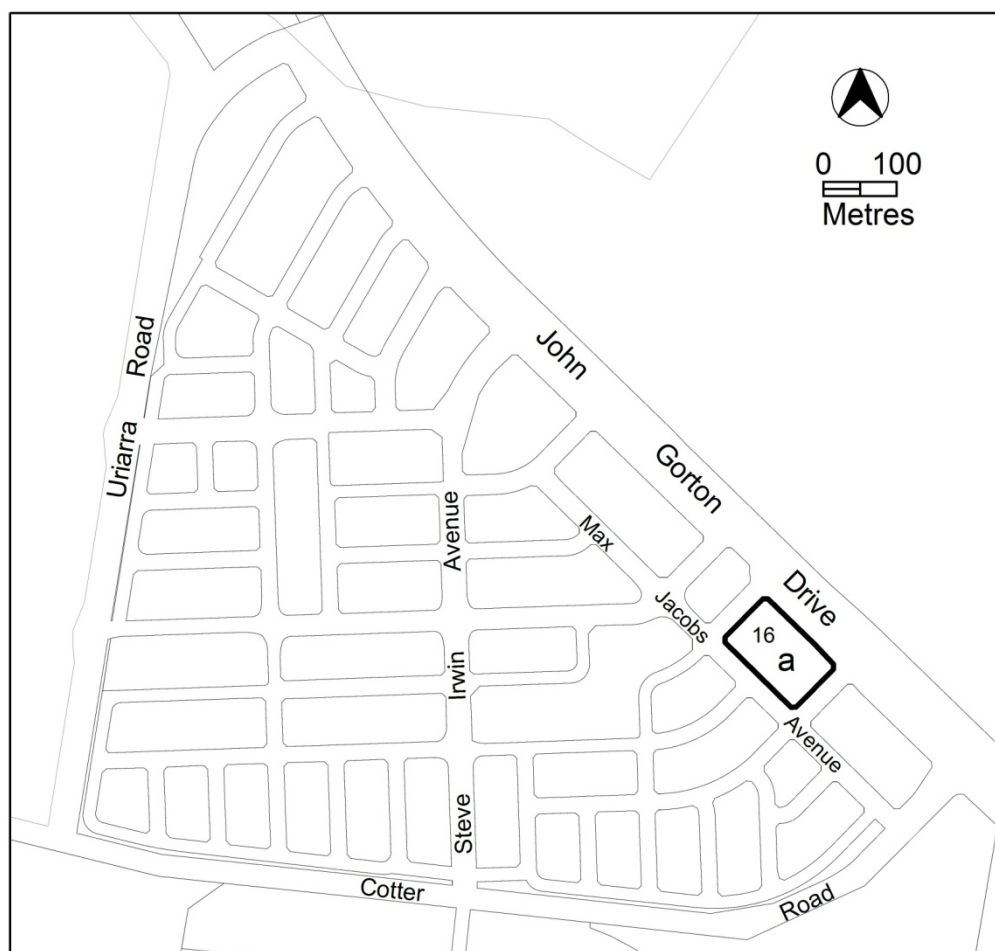 0 100
Metres
John
Gorton
Drive
Uriarra Road
Max
Jacobs
Avenue
16
a
Steve Irwin Avenue
Cotter
Road